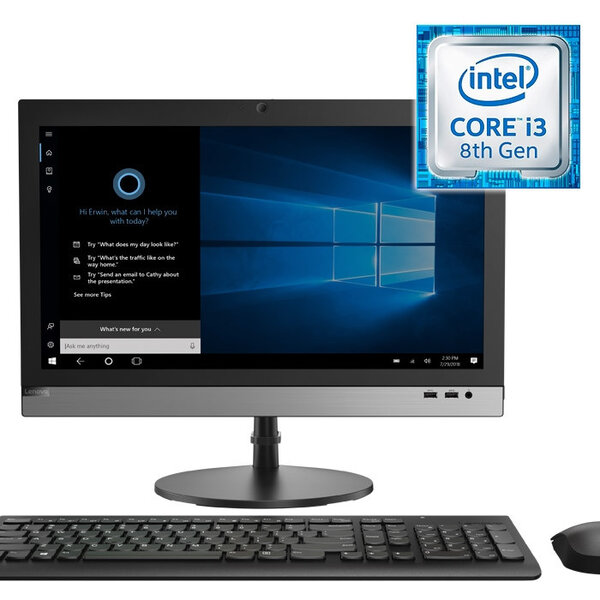 intel
CORE™ i3
8th Gen
Hi Erwin, what can I help you
with today?
Try "What does my day look like?"
Try "What's the traffic like on the
way home."
Try "Send an email to Cathy about
the presentation."
See more Tips
What's new for you
Ask me anything
2:30 PM
7/29/2018
Lenovo